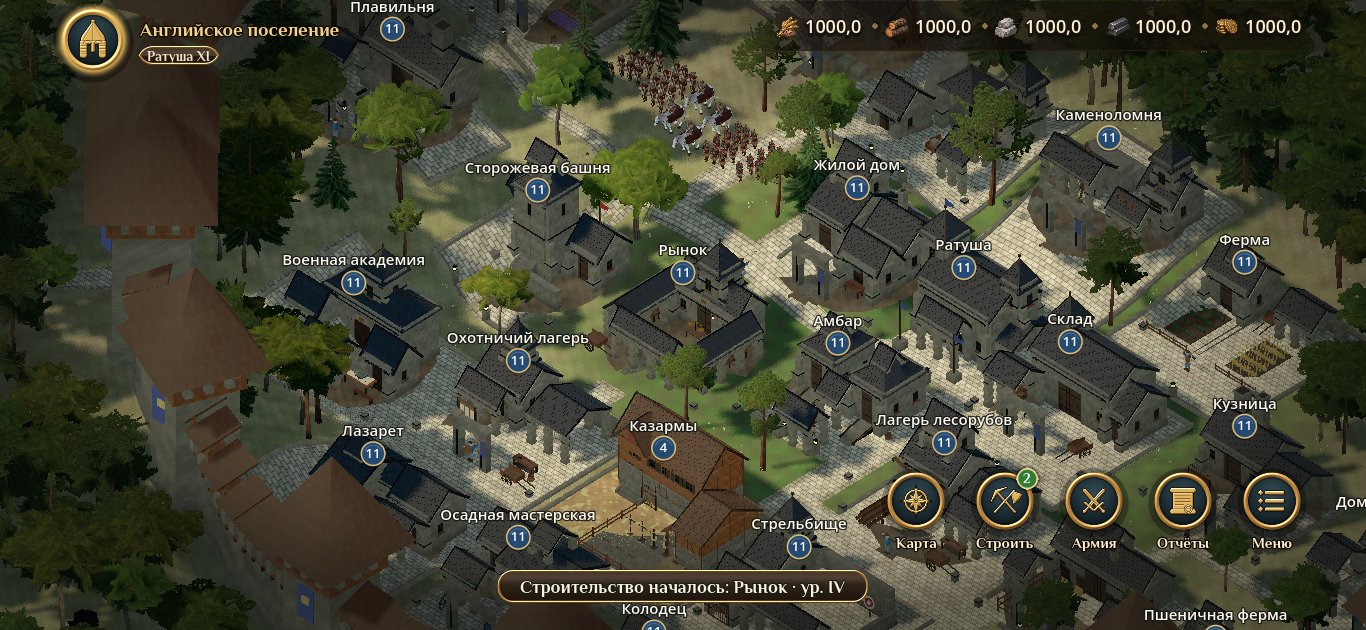 Плавильня
11
Английское поселение
Ратуша XI
1000,0
1000,0
1000,0
1000,0
1000,0
Каменоломня
11
Сторожевая башня
11
Жилой дом
11
Рынок
11
Ратуша
11
Ферма
11
Военная академия
11
Охотничий лагерь
11
Амбар
11
Склад
11
Казармы
4
Лагерь лесорубов
11
Кузница
11
Лазарет
11
Осадная мастерская
11
Стрельбище
11
2
Карта
Строить
Армия
Отчёты
Меню
Дом
Строительство началось: Рынок · ур. IV
Колодец
11
Пшеничная ферма